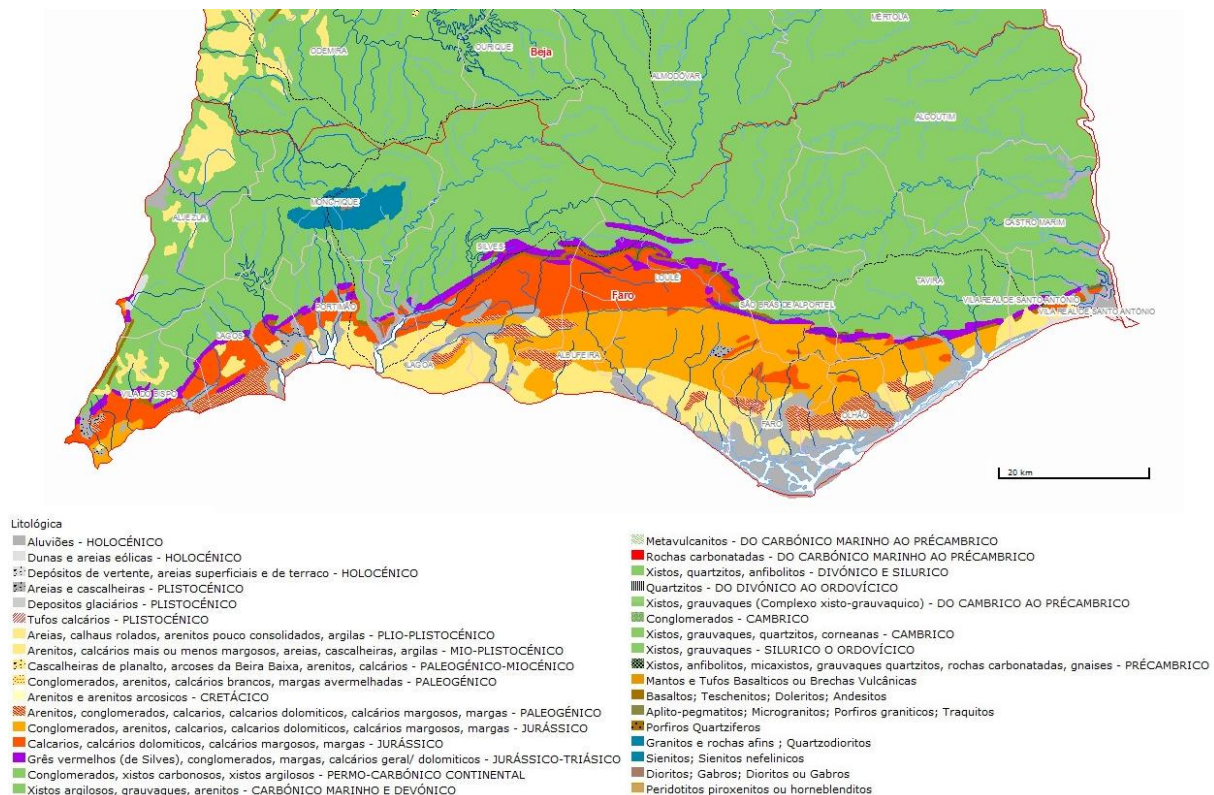 MÉRTOLA
ODEMIRA
OURIQUE
Beja
ALMODÔVAR
ALCOUTIM
MONCHIQUE
ALJEZUR
CASTRO MARIM
SILVES
LOULÉ
TAVIRA
Faro
SÃO BRÁS DE ALPORTEL
VILA REAL DE SANTO ANTÓNIO
VILA REAL DE SANTO ANTÓNIO
PORTIMÃO
LAGOS
ALBUFEIRA
LAGOA
VILA DO BISPO
OLHÃO
FARO
20 km
Litológica
Aluviões - HOLOCÉNICO
Dunas e areias eólicas - HOLOCÉNICO
Depósitos de vertente, areias superficiais e de terraco - HOLOCÉNICO
Areias e cascalheiras - PLISTOCÉNICO
Depositos glaciários - PLISTOCÉNICO
Tufos calcários - PLISTOCÉNICO
Areias, calhaus rolados, arenitos pouco consolidados, argilas - PLIO-PLISTOCÉNICO
Arenitos, calcários mais ou menos margosos, areias, cascalheiras, argilas - MIO-PLISTOCÉNICO
Cascalheiras de planalto, arcoses da Beira Baixa, arenitos, calcários - PALEOGÉNICO-MIOCÉNICO
Conglomerados, arenitos, calcários brancos, margas avermelhadas - PALEOGÉNICO
Arenitos e arenitos arcosicos - CRETÁCICO
Arenitos, conglomerados, calcarios, calcarios dolomiticos, calcários margosos, margas - PALEOGÉNICO
Conglomerados, arenitos, calcarios, calcarios dolomiticos, calcários margosos, margas - JURÁSSICO
Calcarios, calcários dolomiticos, calcários margosos, margas - JURÁSSICO
Grês vermelhos (de Silves), conglomerados, margas, calcários geral/ dolomiticos - JURÁSSICO-TRIÁSICO
Conglomerados, xistos carbonosos, xistos argilosos - PERMO-CARBÓNICO CONTINENTAL
Xistos argilosos, grauvaques, arenitos - CARBÓNICO MARINHO E DEVÓNICO
Metavulcanitos - DO CARBÓNICO MARINHO AO PRÉCAMBRICO
Rochas carbonatadas - DO CARBÓNICO MARINHO AO PRÉCAMBRICO
Xistos, quartzitos, anfibolitos - DIVÓNICO E SILURICO
Quartzitos - DO DIVÓNICO AO ORDOVÍCICO
Xistos, grauvaques (Complexo xisto-grauvaquico) - DO CAMBRICO AO PRÉCAMBRICO
Conglomerados - CAMBRICO
Xistos, grauvaques, quartzitos, corneanas - CAMBRICO
Xistos, grauvaques - SILURICO O ORDOVÍCICO
Xistos, anfibolitos, micaxistos, grauvaques quartzitos, rochas carbonatadas, gnaises - PRÉCAMBRICO
Mantos e Tufos Basalticos ou Brechas Vulcânicas
Basaltos; Teschenitos; Doleritos; Andesitos
Aplito-pegmatitos; Microgranitos; Porfiros graniticos; Traquitos
Porfiros Quartziferos
Granitos e rochas afins ; Quartzodioritos
Sienitos; Sienitos nefelinicos
Dioritos; Gabros; Dioritos ou Gabros
Peridotitos piroxenitos ou horneblenditos